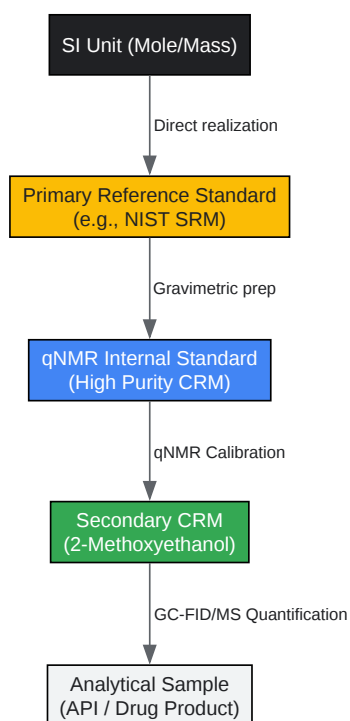 SI Unit (Mole/Mass)
Direct realization
Primary Reference Standard
(e.g., NIST SRM)
Gravimetric prep
qNMR Internal Standard
(High Purity CRM)
qNMR Calibration
Secondary CRM
(2-Methoxyethanol)
GC-FID/MS Quantification
Analytical Sample
(API / Drug Product)